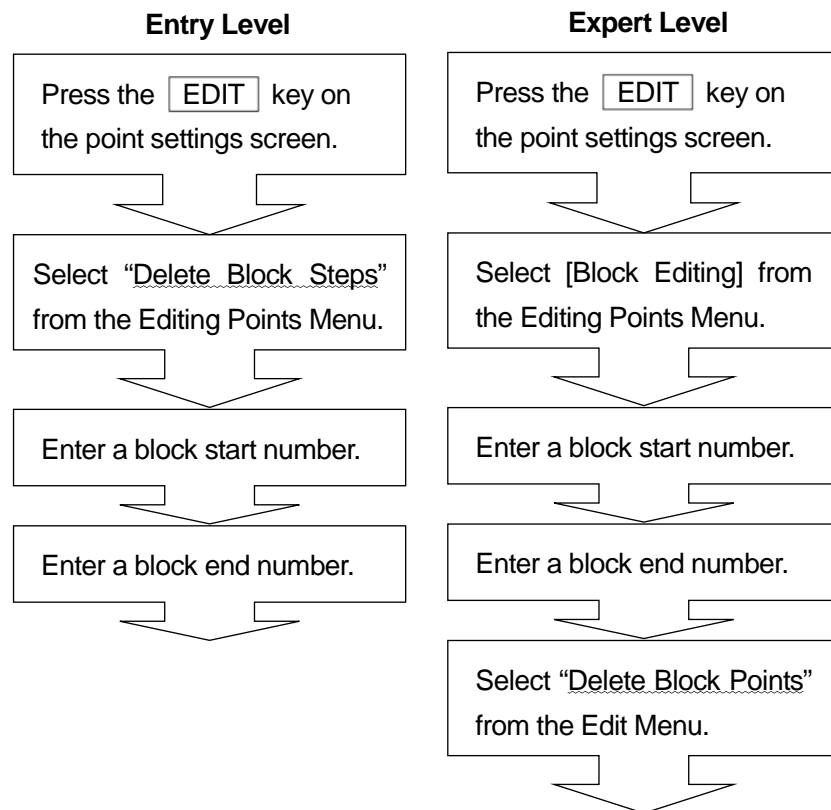 Entry Level
Press the EDIT key on
the point settings screen.
Select “Delete Block Steps”
from the Editing Points Menu.
Enter a block start number.
Enter a block end number.
Expert Level
Press the EDIT key on
the point settings screen.
Select [Block Editing] from
the Editing Points Menu.
Enter a block start number.
Enter a block end number.
Select “Delete Block Points”
from the Edit Menu.